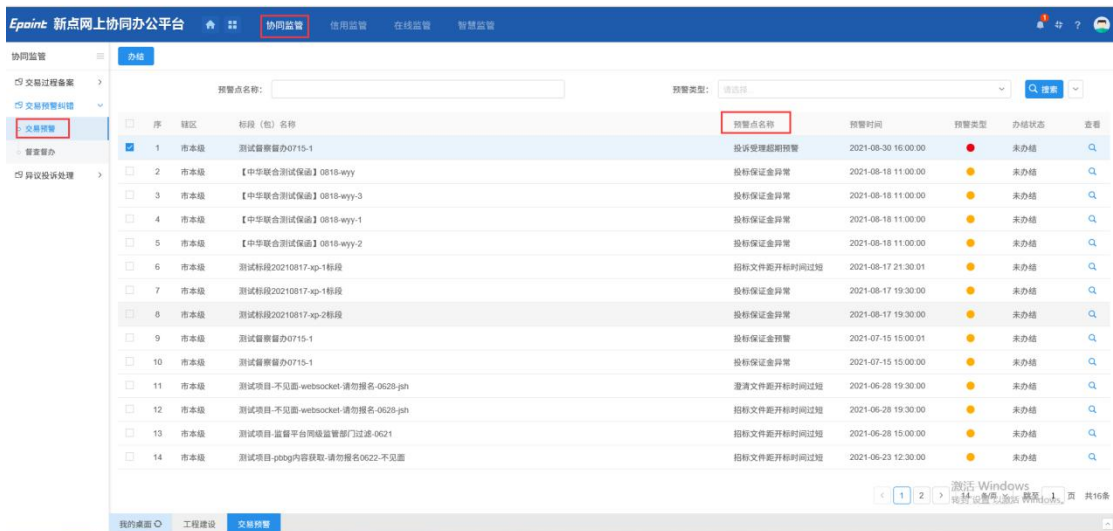 Epoint 新点网上协同办公平台 协同监管 信用监管 在线监管 智慧监管 1 ?
协同监管 办结
交易过程备案
预警点名称: 预警类型: 请选择 搜索
交易预警纠错
序 辖区 标段（包）名称 预警点名称 预警时间 预警类型 办结状态 查看
交易预警
1 市本级 测试督察督办0715-1 投诉受理超期预警 2021-08-30 16:00:00 未办结
督查督办
2 市本级 【中华联合测试保函】0818-wyy 投标保证金异常 2021-08-18 11:00:00 未办结
异议投诉处理
3 市本级 【中华联合测试保函】0818-wyy-3 投标保证金异常 2021-08-18 11:00:00 未办结
4 市本级 【中华联合测试保函】0818-wyy-1 投标保证金异常 2021-08-18 11:00:00 未办结
5 市本级 【中华联合测试保函】0818-wyy-2 投标保证金异常 2021-08-18 11:00:00 未办结
6 市本级 测试标段20210817-xp-1标段 招标文件距开标时间过短 2021-08-17 21:30:01 未办结
7 市本级 测试标段20210817-xp-1标段 投标保证金异常 2021-08-17 19:30:00 未办结
8 市本级 测试标段20210817-xp-2标段 投标保证金异常 2021-08-17 19:30:00 未办结
9 市本级 测试督察督办0715-1 投标保证金预警 2021-07-15 15:00:01 未办结
10 市本级 测试督察督办0715-1 投标保证金异常 2021-07-15 15:00:00 未办结
11 市本级 测试项目-不见面-websocket-请勿报名-0628-jsh 澄清文件距开标时间过短 2021-06-28 19:30:00 未办结
12 市本级 测试项目-不见面-websocket-请勿报名-0628-jsh 招标文件距开标时间过短 2021-06-28 19:30:00 未办结
13 市本级 测试项目-监督平台同级监管部门过滤-0621 招标文件距开标时间过短 2021-06-28 15:00:00 未办结
14 市本级 测试项目-pbbg内容获取-请勿报名0622-不见面 招标文件距开标时间过短 2021-06-23 12:30:00 未办结
激活 Windows
1 2 14 条/页 跳至 1 页 共16条
我的桌面 工程建设 交易预警